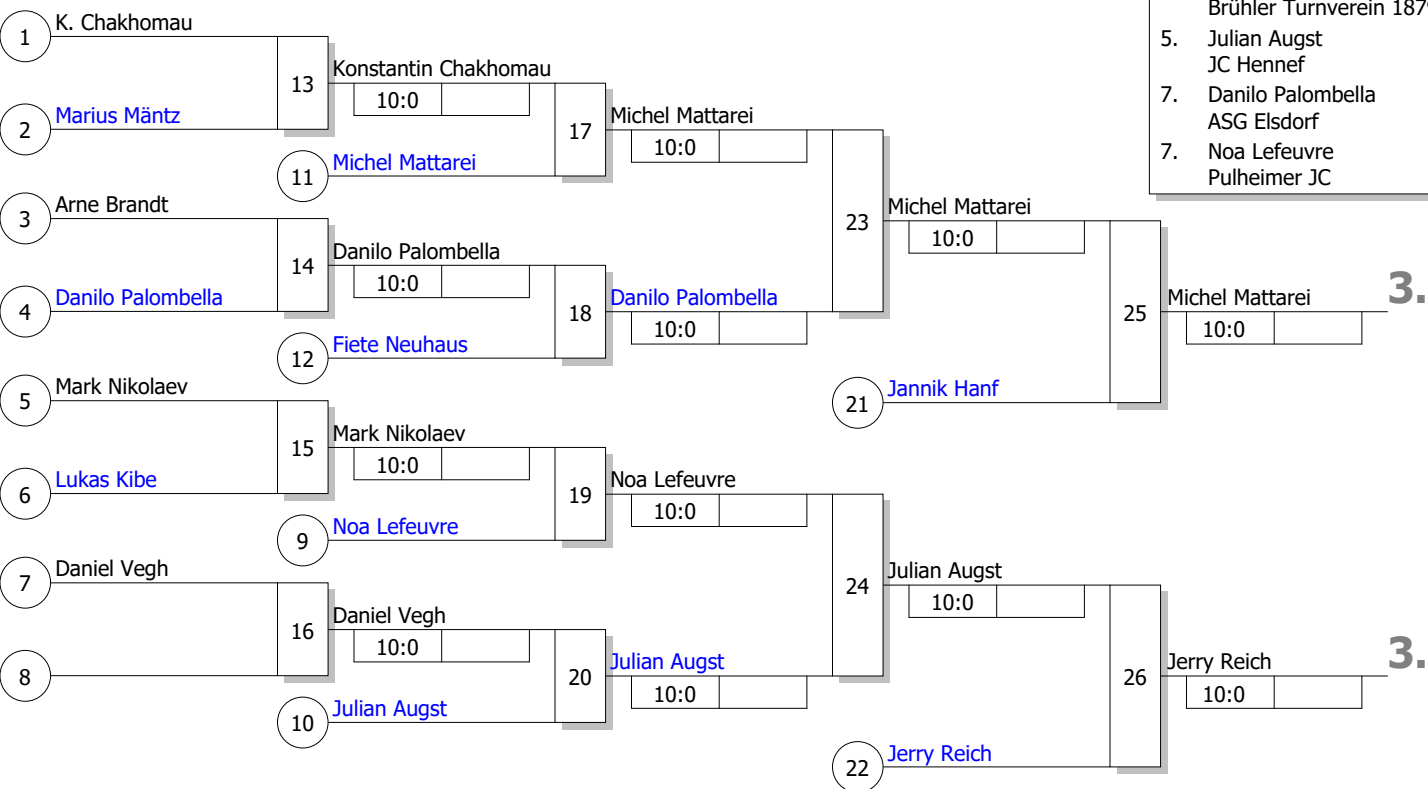 Brühler Turnverein 187
5. Julian Augst
JC Hennef
7. Danilo Palombella
ASG Elsdorf
7. Noa Lefeuvre
Pulheimer JC
1 K. Chakhomau
2 Marius Mäntz
13
Konstantin Chakhomau
10:0
11 Michel Mattarei
17
Michel Mattarei
10:0
3 Arne Brandt
4 Danilo Palombella
14
Danilo Palombella
10:0
12 Fiete Neuhaus
18
Danilo Palombella
10:0
23
Michel Mattarei
10:0
21 Jannik Hanf
25
Michel Mattarei
10:0
3.
5 Mark Nikolaev
6 Lukas Kibe
15
Mark Nikolaev
10:0
9 Noa Lefeuvre
19
Noa Lefeuvre
10:0
7 Daniel Vegh
8
16
Daniel Vegh
10:0
10 Julian Augst
20
Julian Augst
10:0
24
Julian Augst
10:0
22 Jerry Reich
26
Jerry Reich
10:0
3.